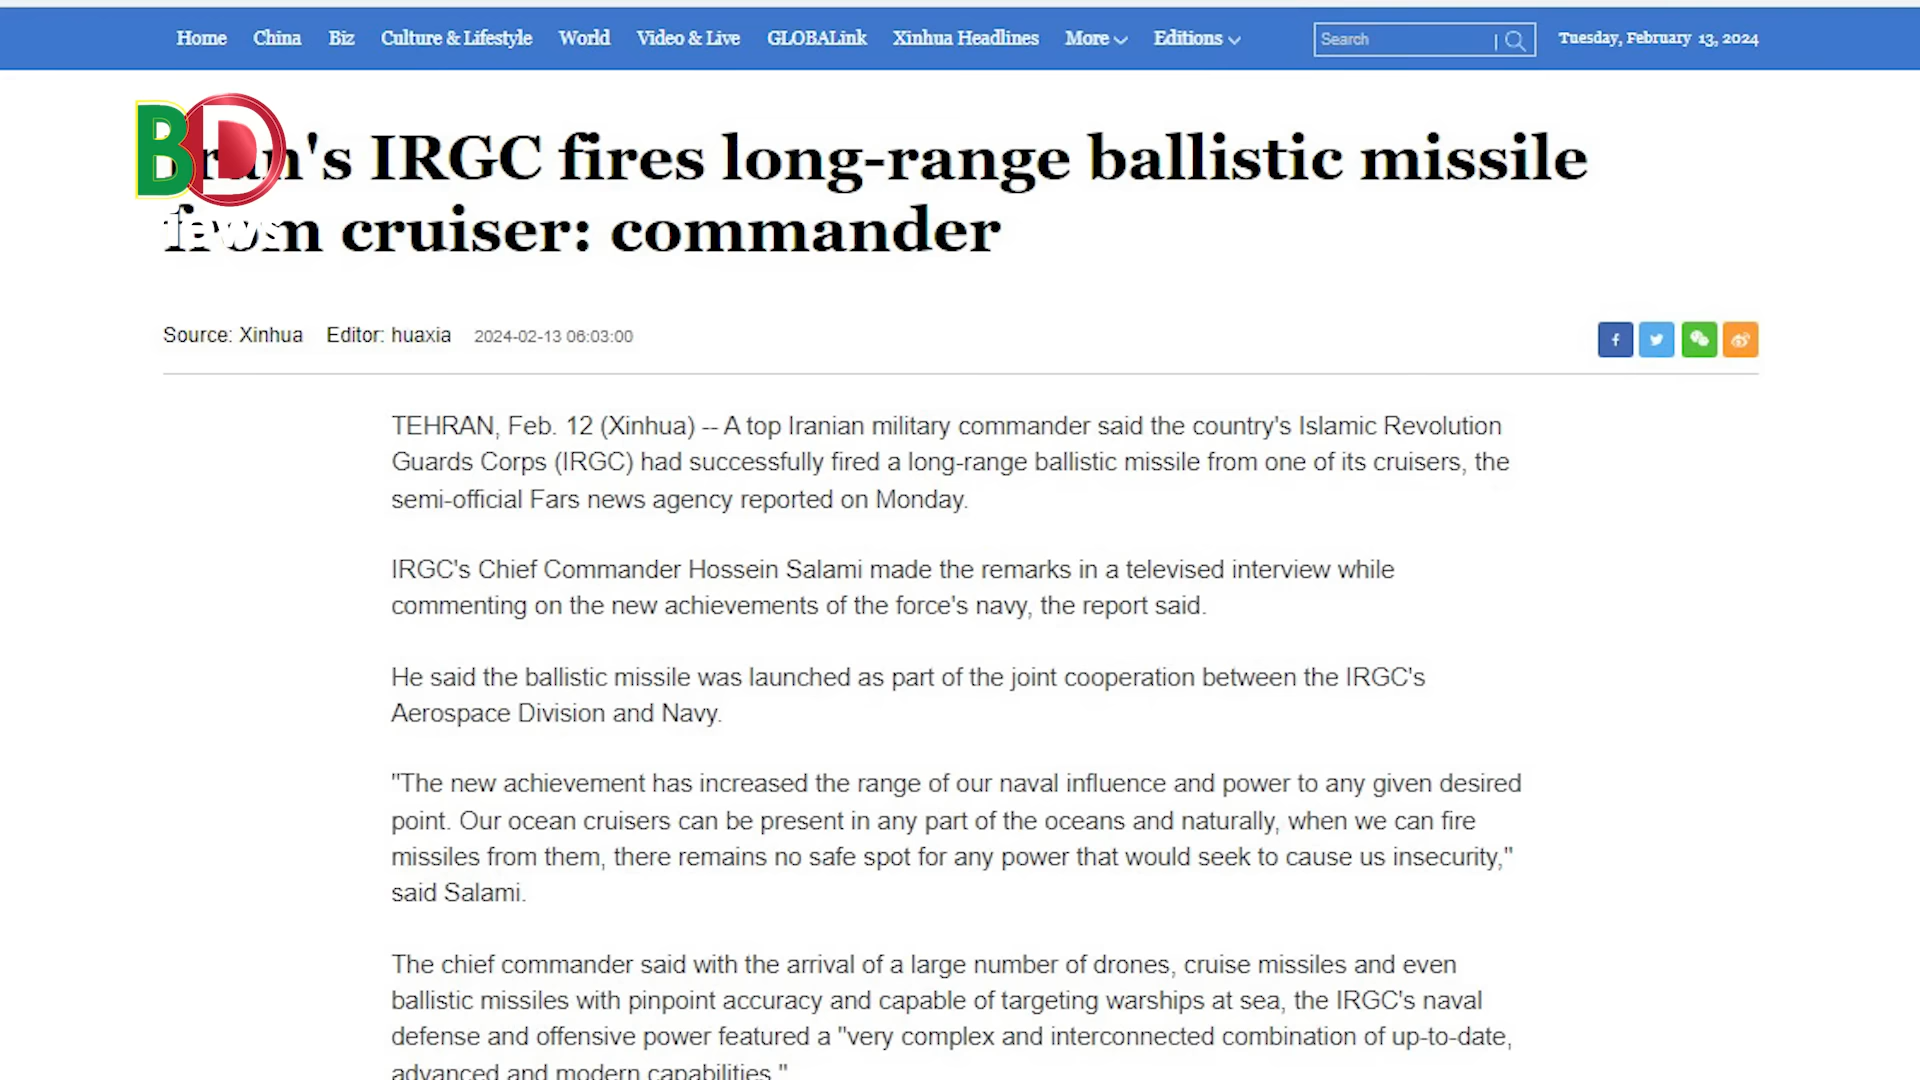 Home China Biz Culture & Lifestyle World Video & Live GLOBALink Xinhua Headlines More Editions Search Tuesday, February 13, 2024
BD
news
Iran's IRGC fires long-range ballistic missile
from cruiser: commander
Source: Xinhua Editor: huaxia 2024-02-13 06:03:00
TEHRAN, Feb. 12 (Xinhua) -- A top Iranian military commander said the country's Islamic Revolution
Guards Corps (IRGC) had successfully fired a long-range ballistic missile from one of its cruisers, the
semi-official Fars news agency reported on Monday.
IRGC's Chief Commander Hossein Salami made the remarks in a televised interview while
commenting on the new achievements of the force's navy, the report said.
He said the ballistic missile was launched as part of the joint cooperation between the IRGC's
Aerospace Division and Navy.
"The new achievement has increased the range of our naval influence and power to any given desired
point. Our ocean cruisers can be present in any part of the oceans and naturally, when we can fire
missiles from them, there remains no safe spot for any power that would seek to cause us insecurity,"
said Salami.
The chief commander said with the arrival of a large number of drones, cruise missiles and even
ballistic missiles with pinpoint accuracy and capable of targeting warships at sea, the IRGC's naval
defense and offensive power featured a "very complex and interconnected combination of up-to-date,
advanced and modern capabilities."